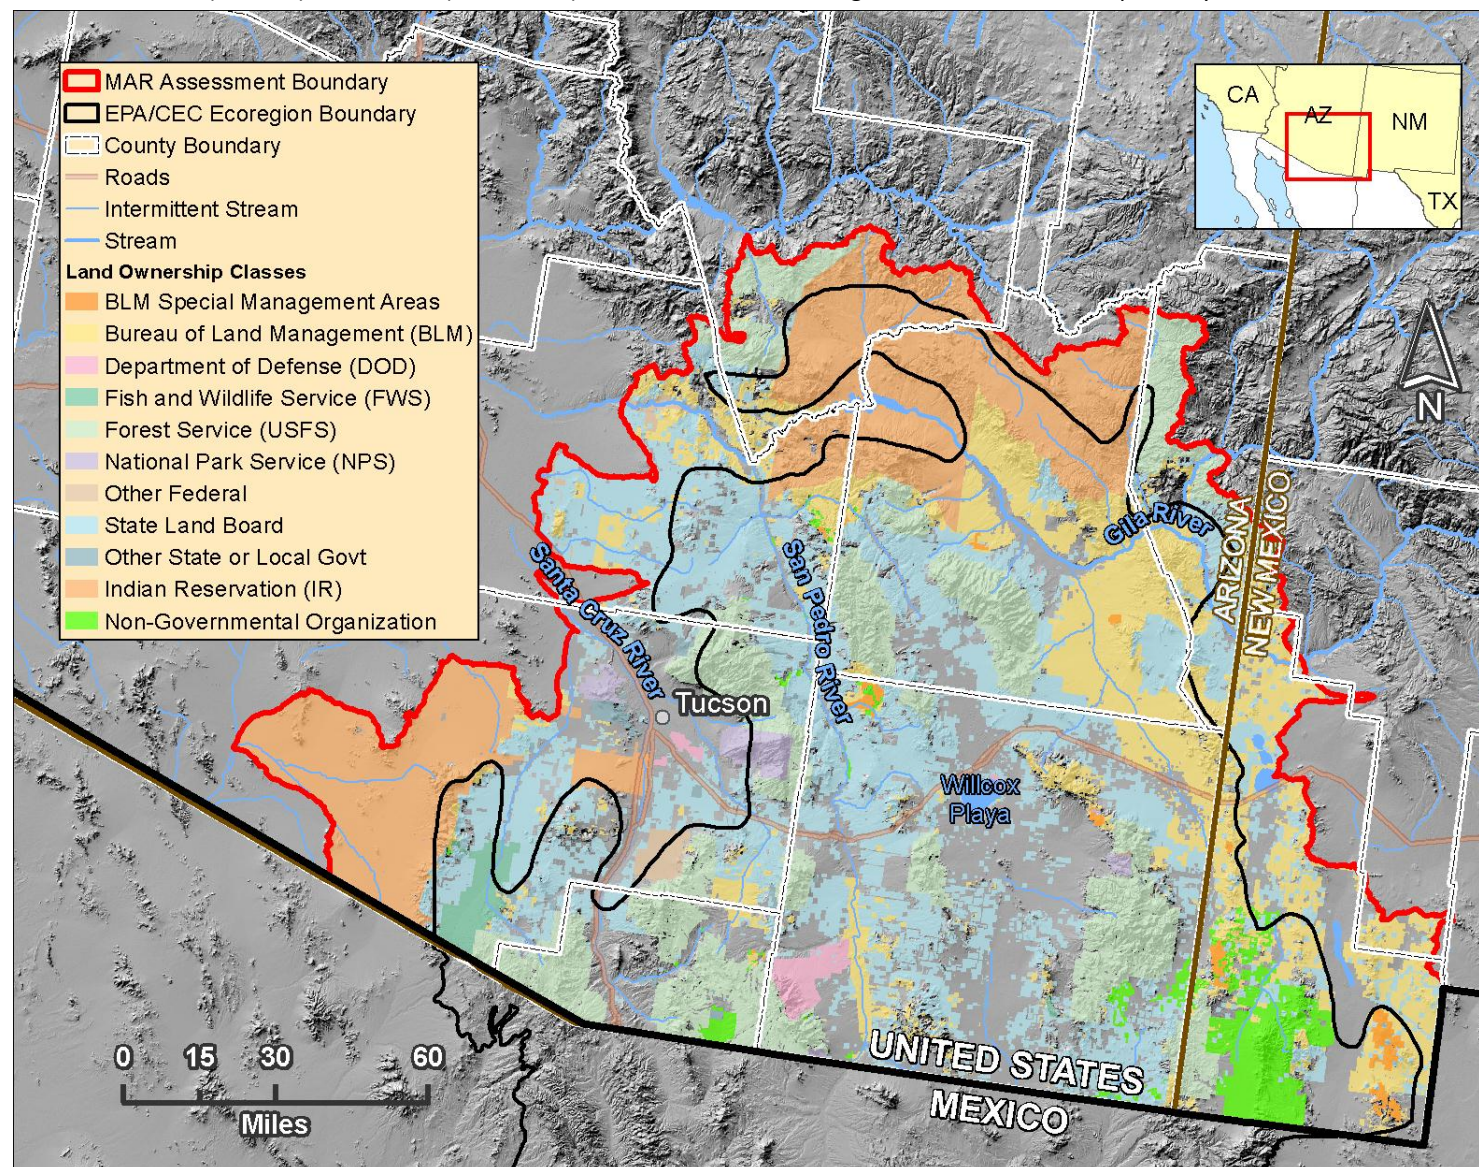 MAR Assessment Boundary
EPA/CEC Ecoregion Boundary
County Boundary
Roads
Intermittent Stream
Stream
Land Ownership Classes
BLM Special Management Areas
Bureau of Land Management (BLM)
Department of Defense (DOD)
Fish and Wildlife Service (FWS)
Forest Service (USFS)
National Park Service (NPS)
Other Federal
State Land Board
Other State or Local Govt
Indian Reservation (IR)
Non-Governmental Organization
CA
AZ
NM
TX
N
Gila River
ARIZONA
NEW MEXICO
Santa Cruz River
San Pedro River
Tucson
Willcox
Playa
UNITED STATES
MEXICO
0 15 30 60
Miles